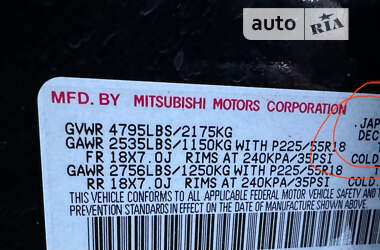 auto RIA
MFD. BY MITSUBISHI MOTORS CORPORATION
GVWR 4795LBS/2175KG
GAWR 2535LBS/1150KG WITH P225/55R18
FR 18X7.0J RIMS AT 240KPA/35PSI COLD
GAWR 2756LBS/1250KG WITH P225/55R18
RR 18X7.0J RIMS AT 240KPA/35PSI COLD.
THIS VEHICLE CONFORMS TO ALL APPLICABLE FEDERAL MOTOR VEHICLE SAFETY AND
STANDARDS IN EFFECT ON THE DATE OF MANUFACTURE SHOWN ABOVE.